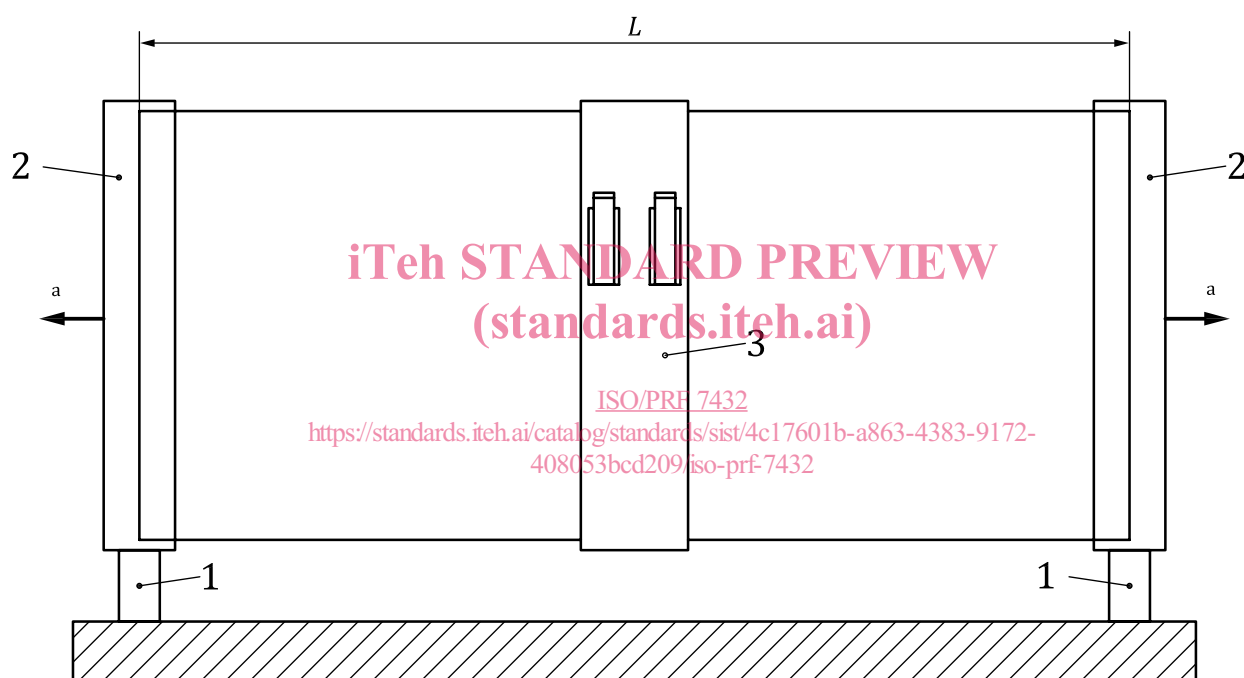 L
2
2
iTeh STANDARD PREVIEW
a
a
(standards.iteh.ai)
3
ISO/PRF 7432
https://standards.iteh.ai/catalog/standards/sist/4c17601b-a863-4383-9172-
408053bcd209/iso-prf-7432
1
1